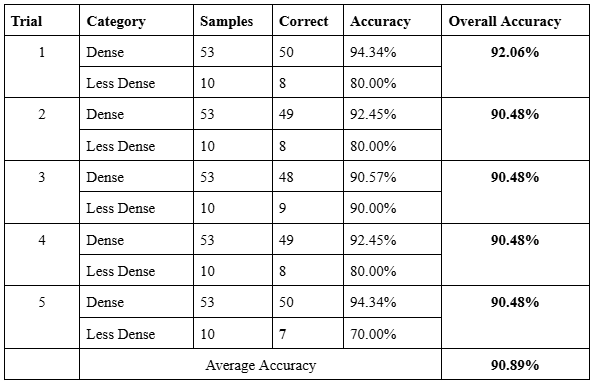 Trial Category Samples Correct Accuracy Overall Accuracy
1 Dense 53 50 94.34% 92.06%
Less Dense 10 8 80.00%
2 Dense 53 49 92.45% 90.48%
Less Dense 10 8 80.00%
3 Dense 53 48 90.57% 90.48%
Less Dense 10 9 90.00%
4 Dense 53 49 92.45% 90.48%
Less Dense 10 8 80.00%
5 Dense 53 50 94.34% 90.48%
Less Dense 10 7 70.00%
Average Accuracy 90.89%